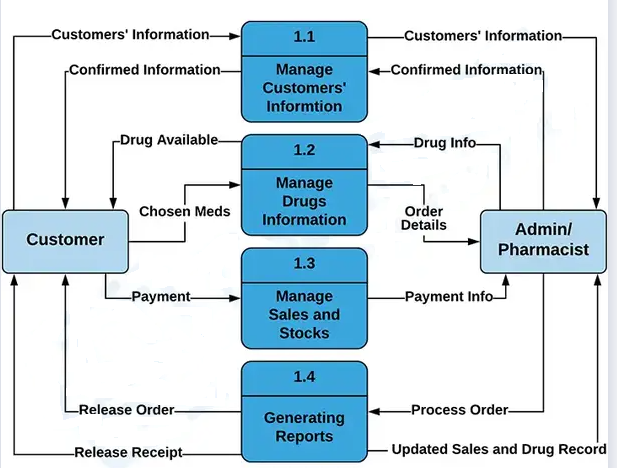 Customers' Information
1.1
Customers' Information
Confirmed Information
Manage
Customers'
Informtion
Confirmed Information
Drug Available
1.2
Drug Info
Manage
Drugs
Information
Chosen Meds
Order
Details
Customer
Admin/
Pharmacist
1.3
Payment
Manage
Sales and
Stocks
Payment Info
1.4
Release Order
Generating
Reports
Process Order
Release Receipt
Updated Sales and Drug Record